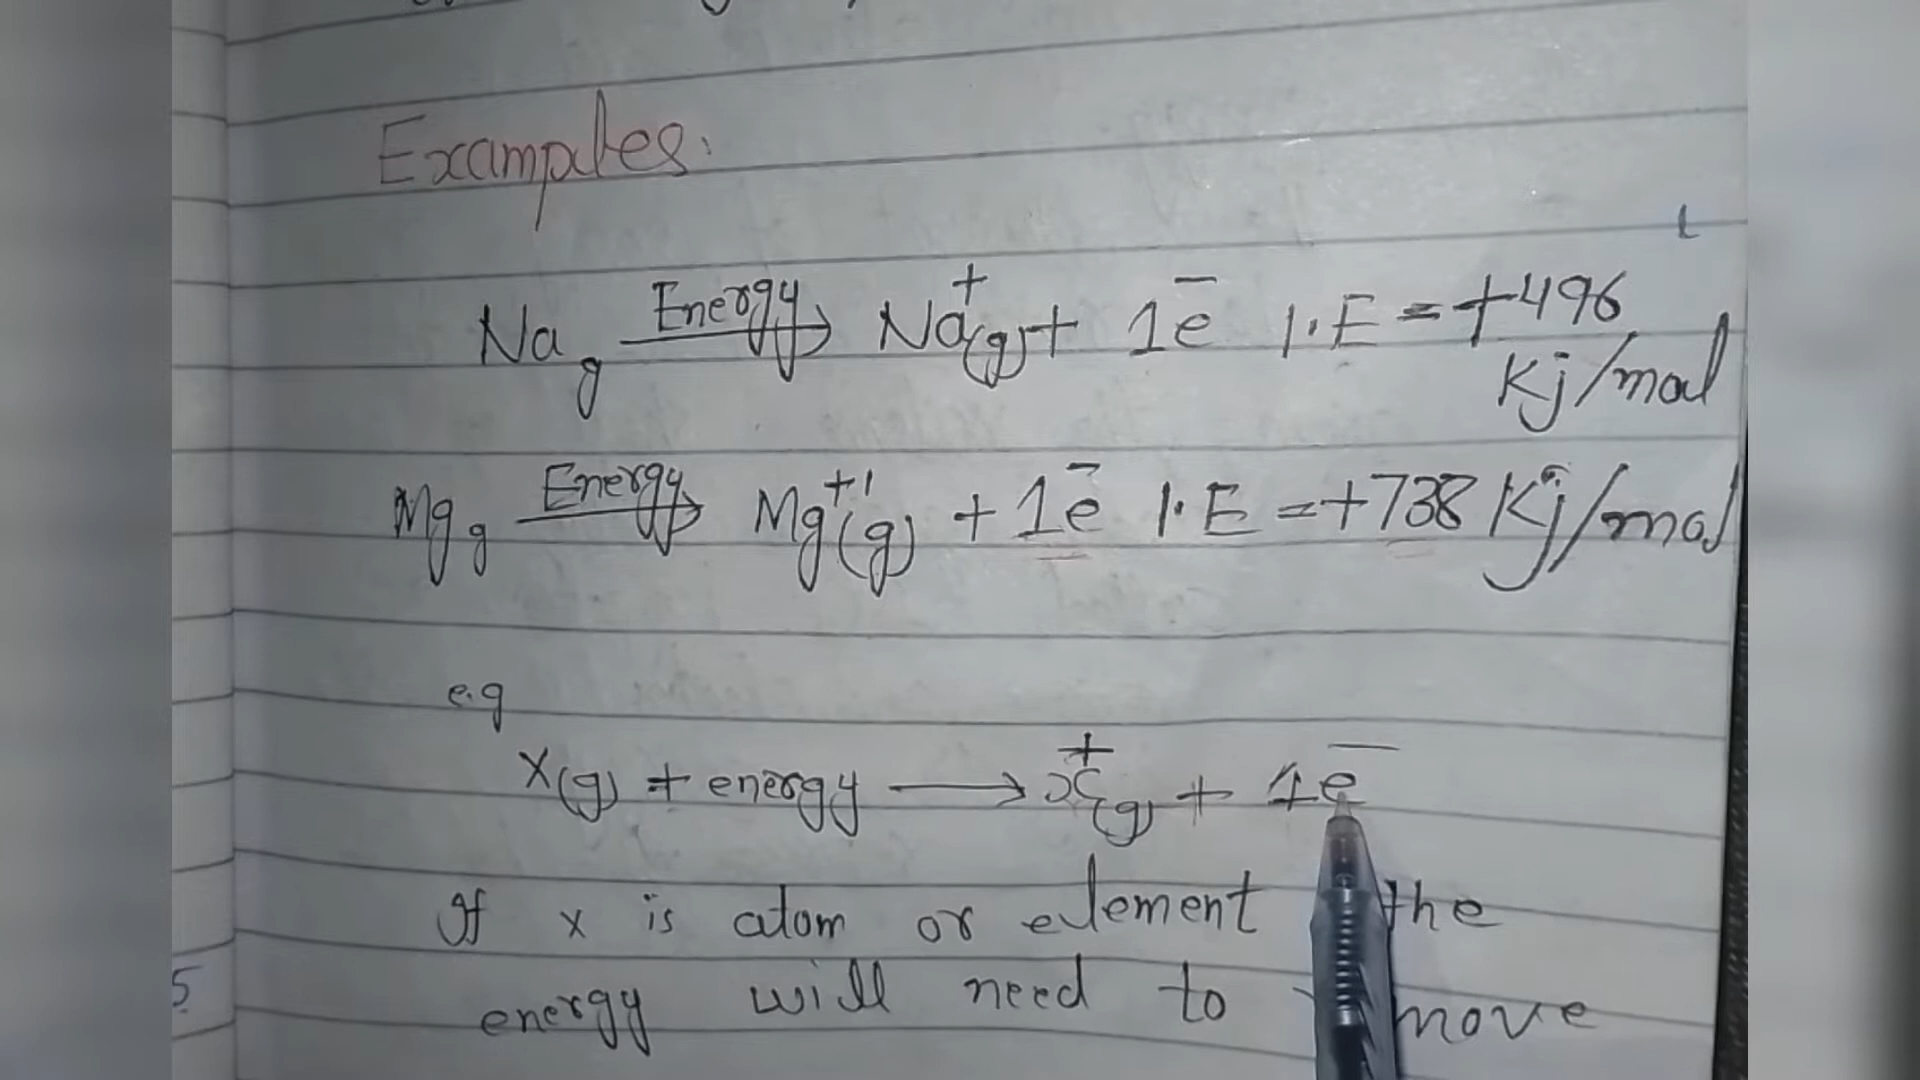 Examples.
Na g Energy → Na⁺(g) + 1e⁻ I.E = +496
Kj/mol
Mg g Energy → Mg⁺¹(g) + 1e⁻ I.E = +738 Kj/mol
e.g
X(g) + energy → x⁺(g) + 1e⁻
If x is atom or element the
5
energy will need to move